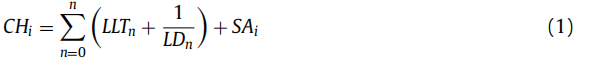 CH_i = \sum_{n=0}^{n} \left( LLT_n + \frac{1}{LD_n} \right) + SA_i (1)